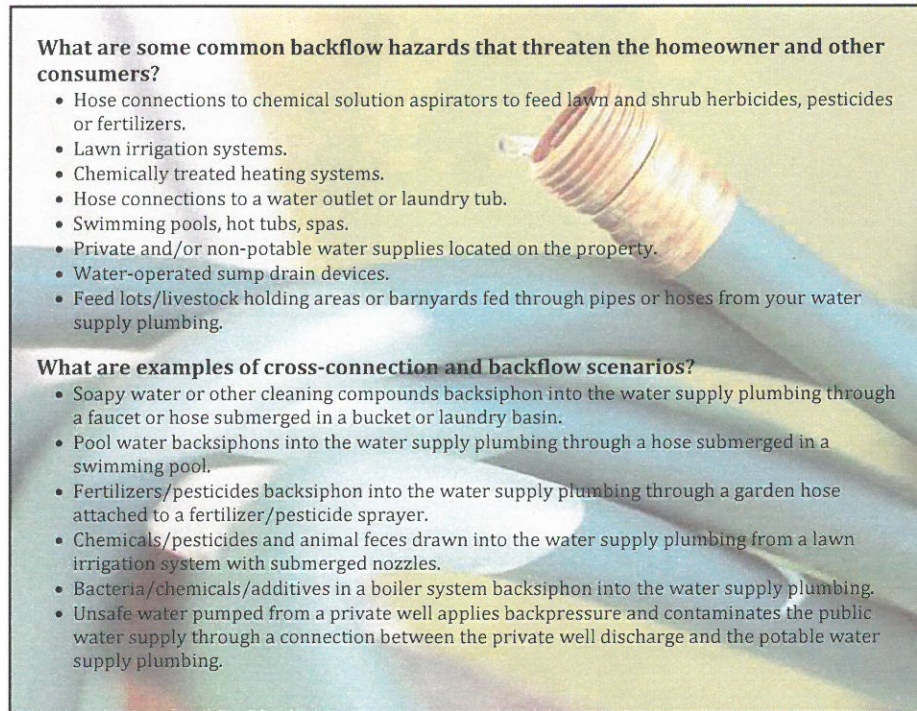 What are some common backflow hazards that threaten the homeowner and other
consumers?
• Hose connections to chemical solution aspirators to feed lawn and shrub herbicides, pesticides
or fertilizers.
• Lawn irrigation systems.
• Chemically treated heating systems.
• Hose connections to a water outlet or laundry tub.
• Swimming pools, hot tubs, spas.
• Private and/or non-potable water supplies located on the property.
• Water-operated sump drain devices.
• Feed lots/livestock holding areas or barnyards fed through pipes or hoses from your water
supply plumbing.
What are examples of cross-connection and backflow scenarios?
• Soapy water or other cleaning compounds backsiphon into the water supply plumbing through
a faucet or hose submerged in a bucket or laundry basin.
• Pool water backsiphons into the water supply plumbing through a hose submerged in a
swimming pool.
• Fertilizers/pesticides backsiphon into the water supply plumbing through a garden hose
attached to a fertilizer/pesticide sprayer.
• Chemicals/pesticides and animal feces drawn into the water supply plumbing from a lawn
irrigation system with submerged nozzles.
• Bacteria/chemicals/additives in a boiler system backsiphon into the water supply plumbing.
• Unsafe water pumped from a private well applies backpressure and contaminates the public
water supply through a connection between the private well discharge and the potable water
supply plumbing.